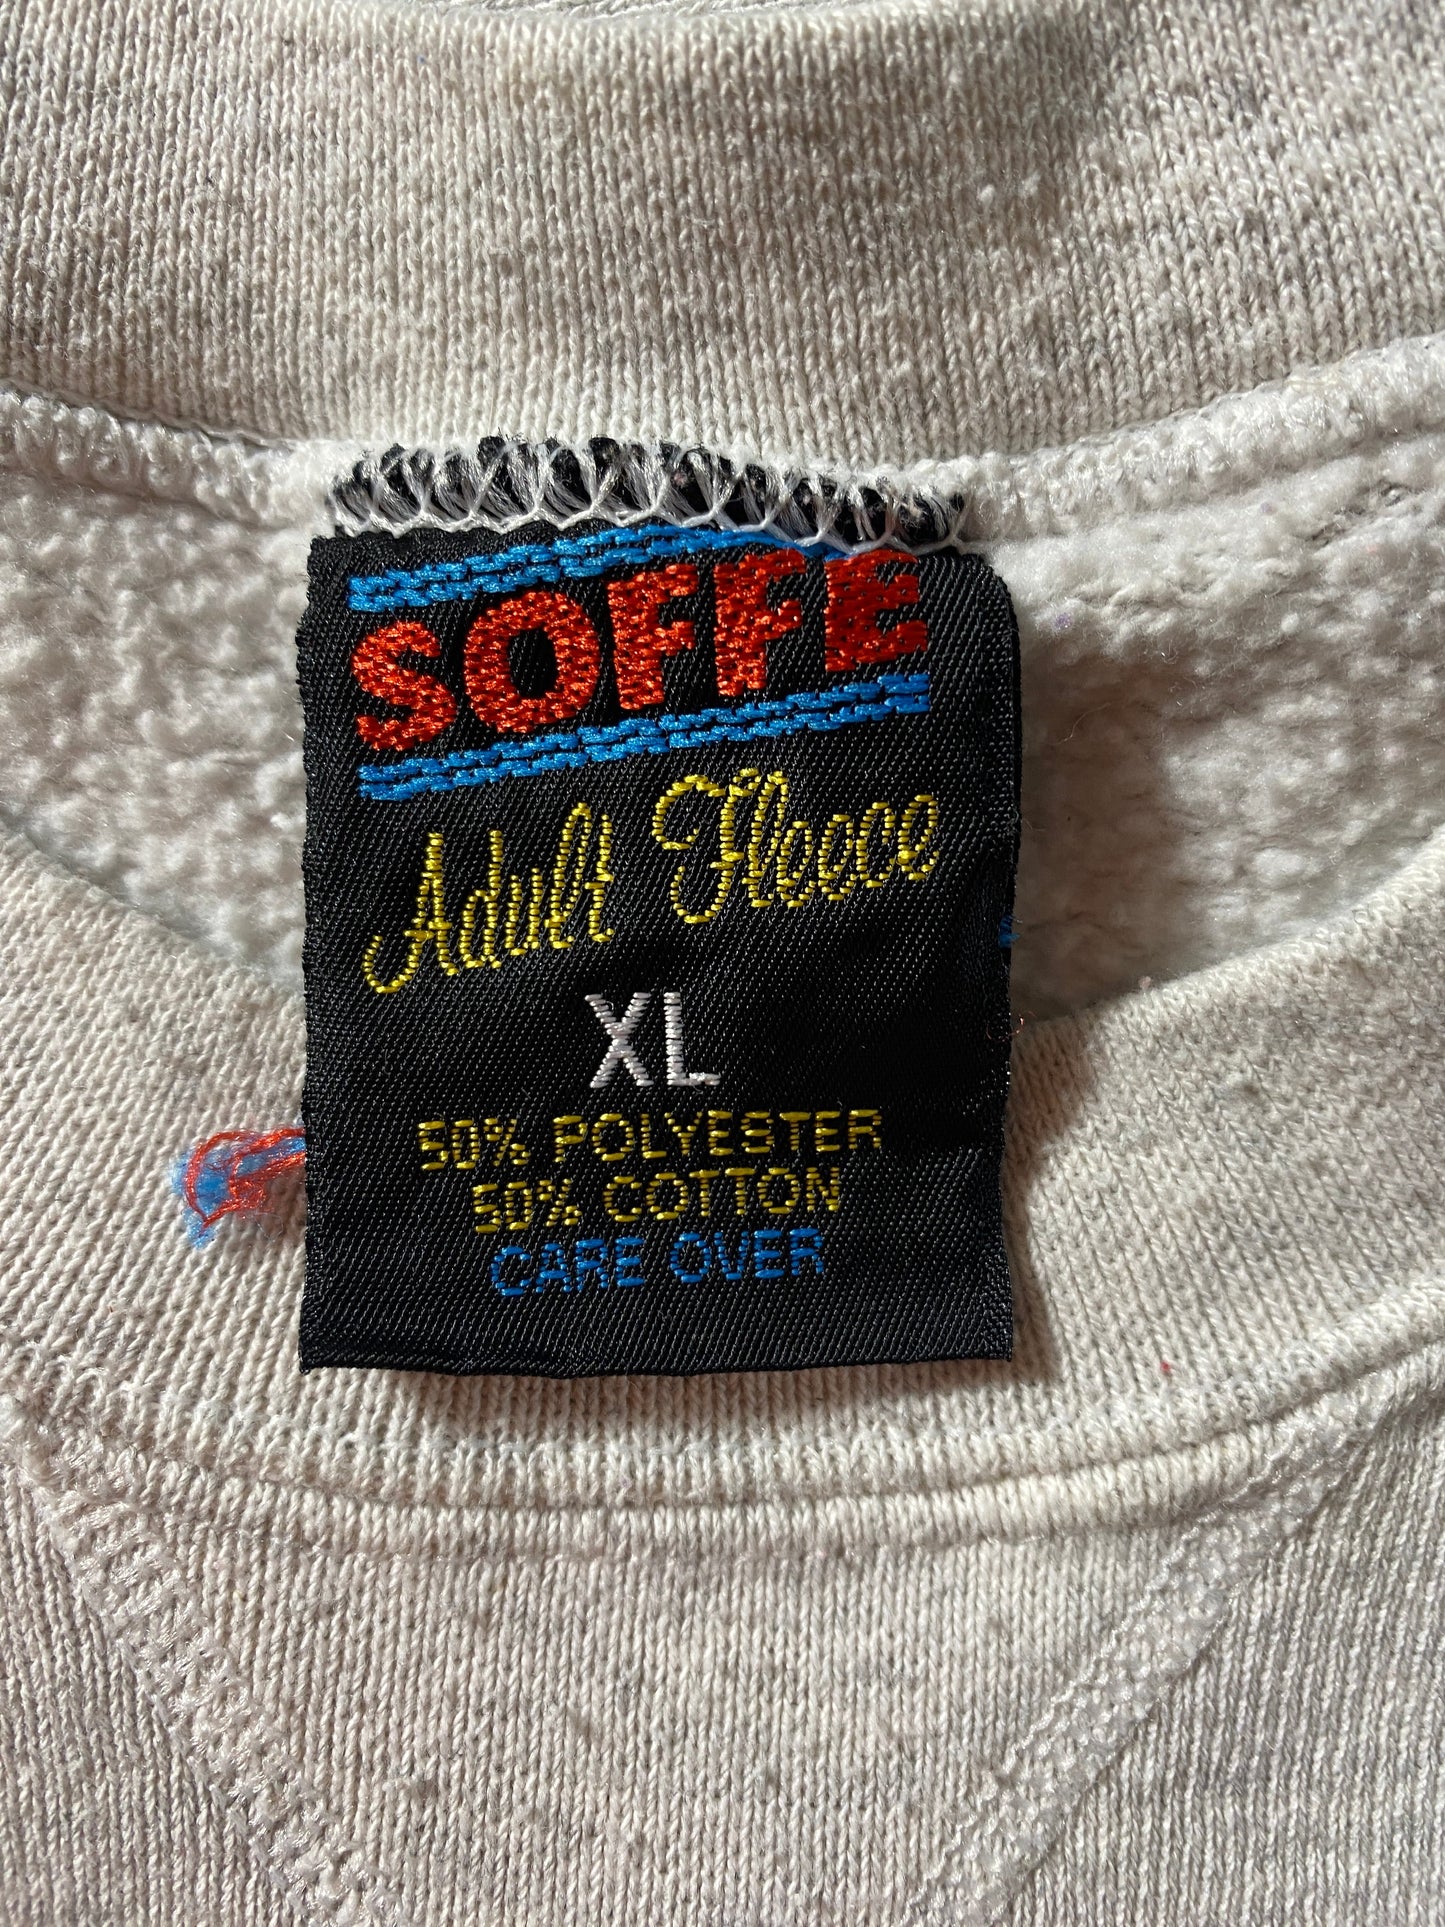 SOFFE
Adult Fleece
XL
50% POLYESTER
50% COTTON
CARE OVER